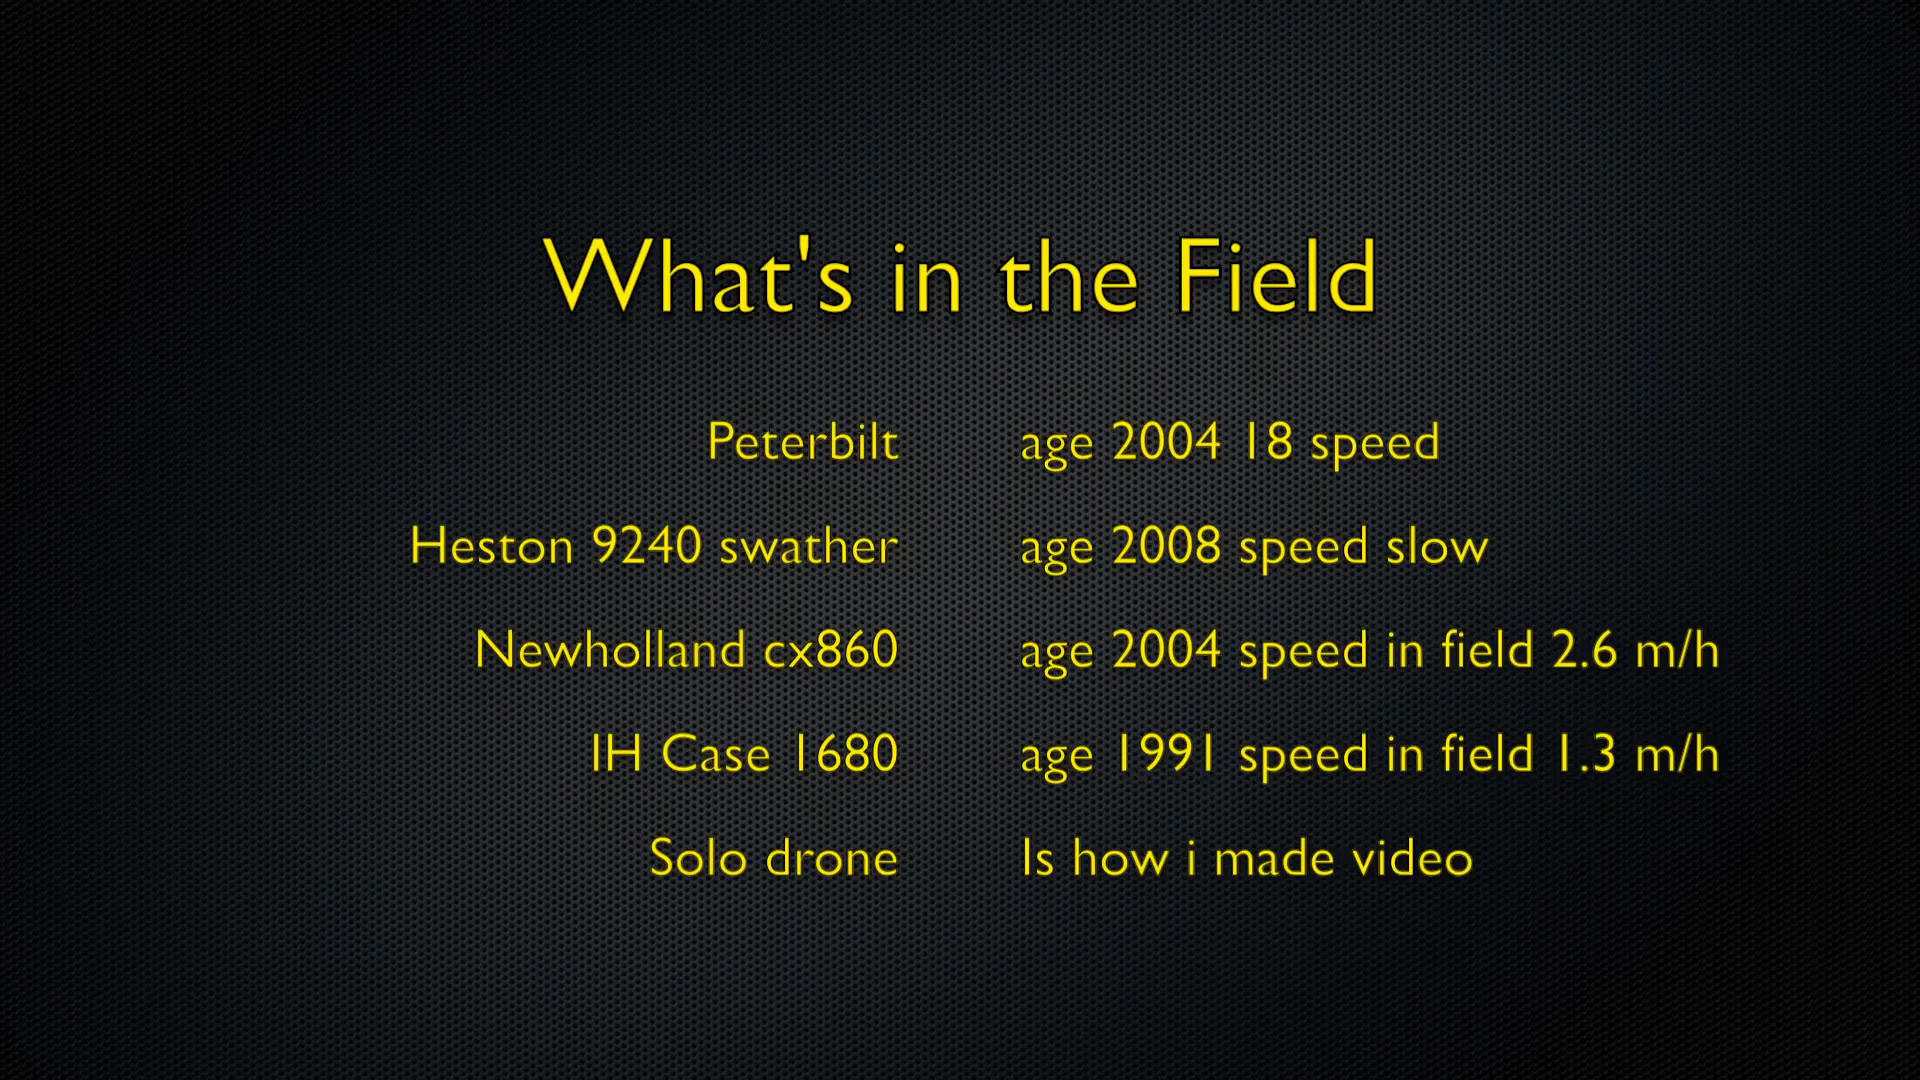 What's in the Field
Peterbilt age 2004 18 speed
Heston 9240 swather age 2008 speed slow
Newholland cx860 age 2004 speed in field 2.6 m/h
IH Case 1680 age 1991 speed in field 1.3 m/h
Solo drone Is how i made video